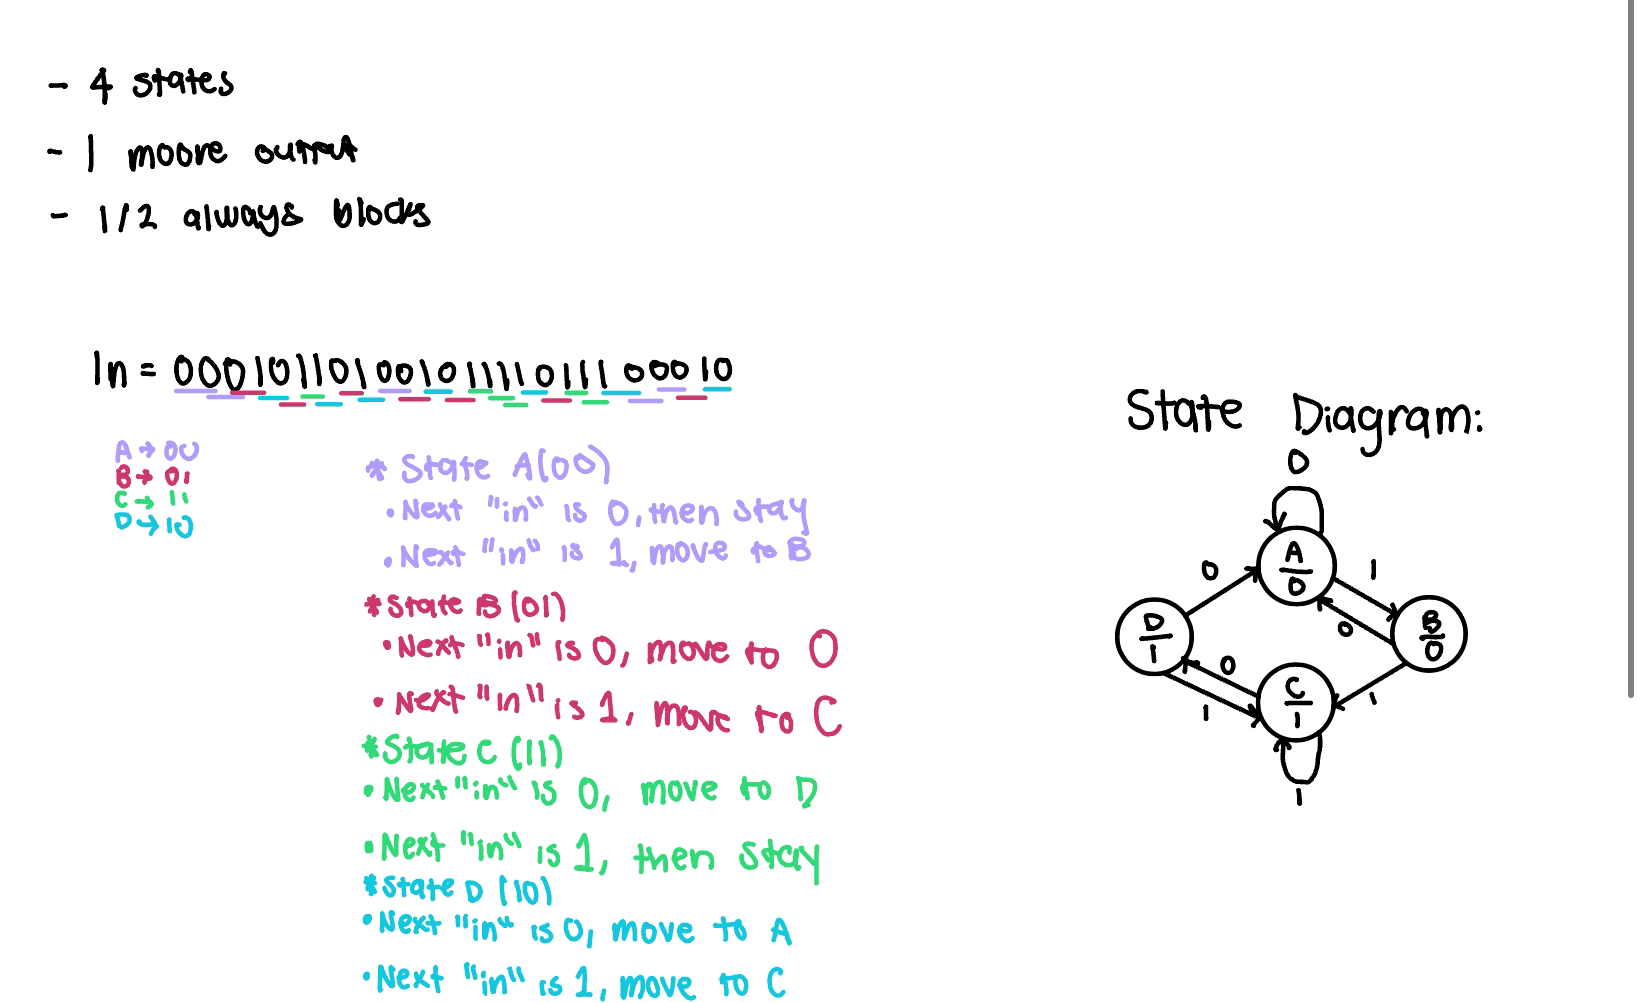 - 4 states
- 1 moore output
- 1/2 always blocks
In = 00010110100101111011100010
A → 00
B → 01
C → 11
D → 10
* State A(00)
• Next "in" is 0, then stay
• Next "in" is 1, move to B
* State B (01)
• Next "in" is 0, move to 0
• Next "in" is 1, move to C
* State C (11)
• Next "in" is 0, move to D
• Next "in" is 1, then stay
* State D (10)
• Next "in" is 0, move to A
• Next "in" is 1, move to C
State Diagram:
0
A
0
0
1
D
1
0
B
0
0
1
C
1
1
1